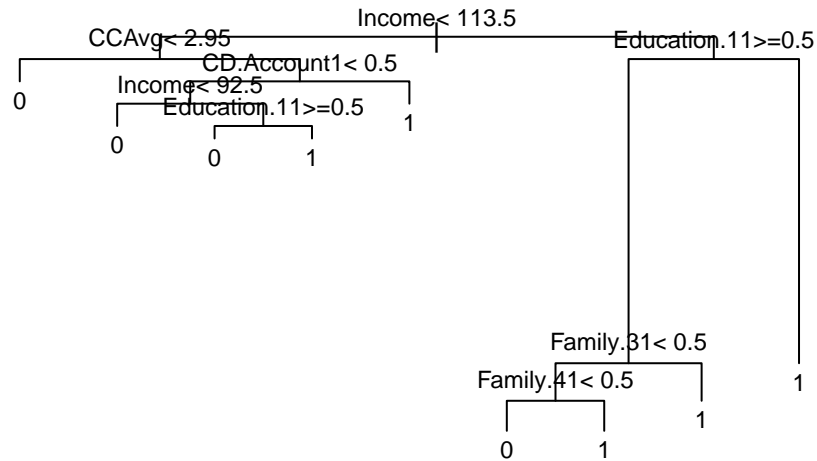 Income< 113.5
CCAvg< 2.95
Education.11>=0.5
CD.Account1< 0.5
Income< 92.5
0
Education.11>=0.5
1
0
0
1
Family.31< 0.5
Family.41< 0.5
1
1
0
1